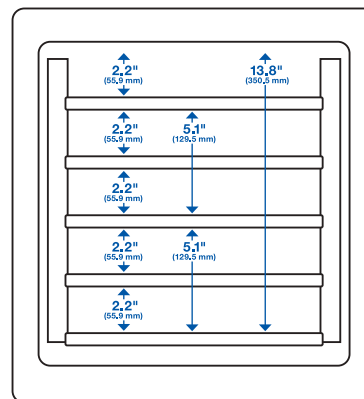 2.2" 13.8"
(55.9 mm) (350.5 mm)
2.2" 5.1"
(55.9 mm) (129.5 mm)
2.2"
(55.9 mm)
2.2" 5.1"
(55.9 mm) (129.5 mm)
2.2"
(55.9 mm)